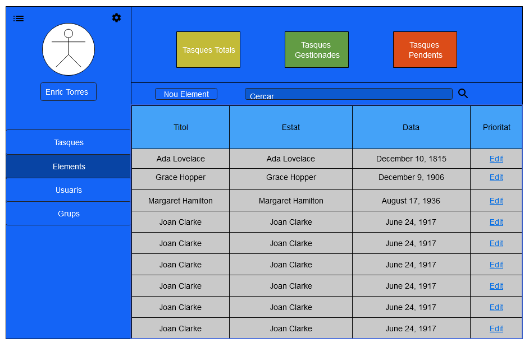 Enric Torres
Tasques
Elements
Usuaris
Grups
Tasques Totals
Tasques
Gestionades
Tasques
Pendents
Nou Element
Cercar
Titol Estat Data Prioritat
Ada Lovelace Ada Lovelace December 10, 1815 Edit
Grace Hopper Grace Hopper December 9, 1906 Edit
Margaret Hamilton Margaret Hamilton August 17, 1936 Edit
Joan Clarke Joan Clarke June 24, 1917 Edit
Joan Clarke Joan Clarke June 24, 1917 Edit
Joan Clarke Joan Clarke June 24, 1917 Edit
Joan Clarke Joan Clarke June 24, 1917 Edit
Joan Clarke Joan Clarke June 24, 1917 Edit
Joan Clarke Joan Clarke June 24, 1917 Edit